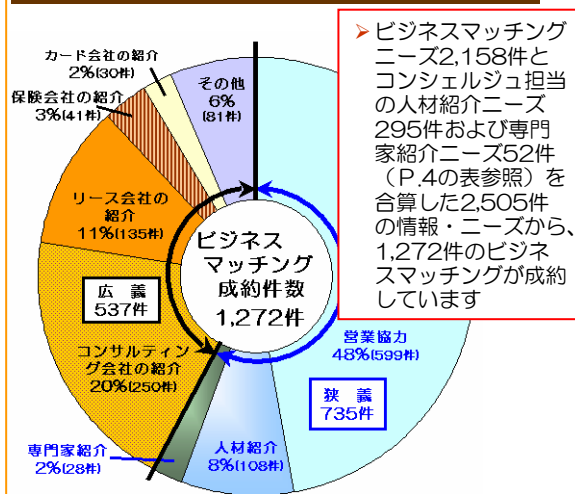 カード会社の紹介
2%(30件)
保険会社の紹介
3%(41件)
その他
6%
(81件)
リース会社の
紹介
11%(135件)
広 義
537件
コンサルティン
グ会社の紹介
20%(250件)
専門家紹介
2%(28件)
人材紹介
8%(108件)
営業協力
48%(599件)
狭 義
735件
ビジネス
マッチング
成約件数
1,272件
➢ ビジネスマッチング
ニーズ2,158件と
コンシェルジュ担当
の人材紹介ニーズ
295件および専門
家紹介ニーズ52件
(P.4の表参照)を
合算した2,505件
の情報・ニーズから、
1,272件のビジネ
スマッチングが成約
しています